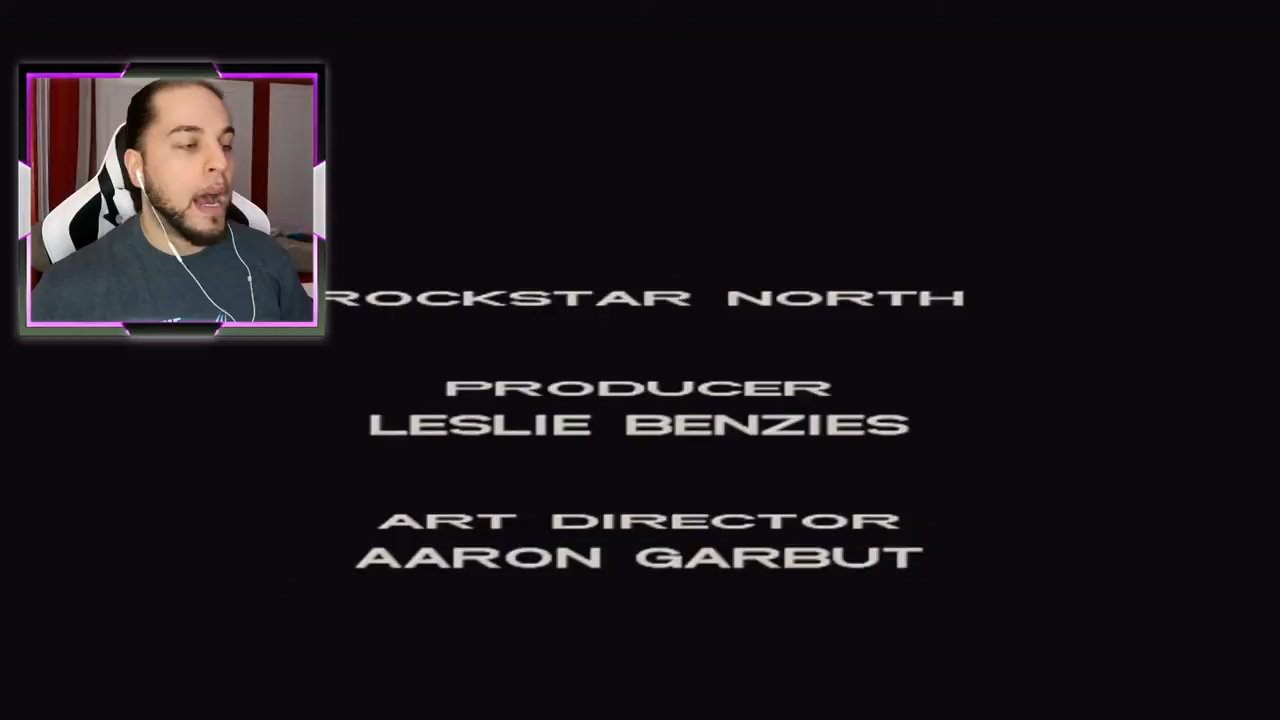 ROCKSTAR NORTH
PRODUCER
LESLIE BENZIES
ART DIRECTOR
AARON GARBUT